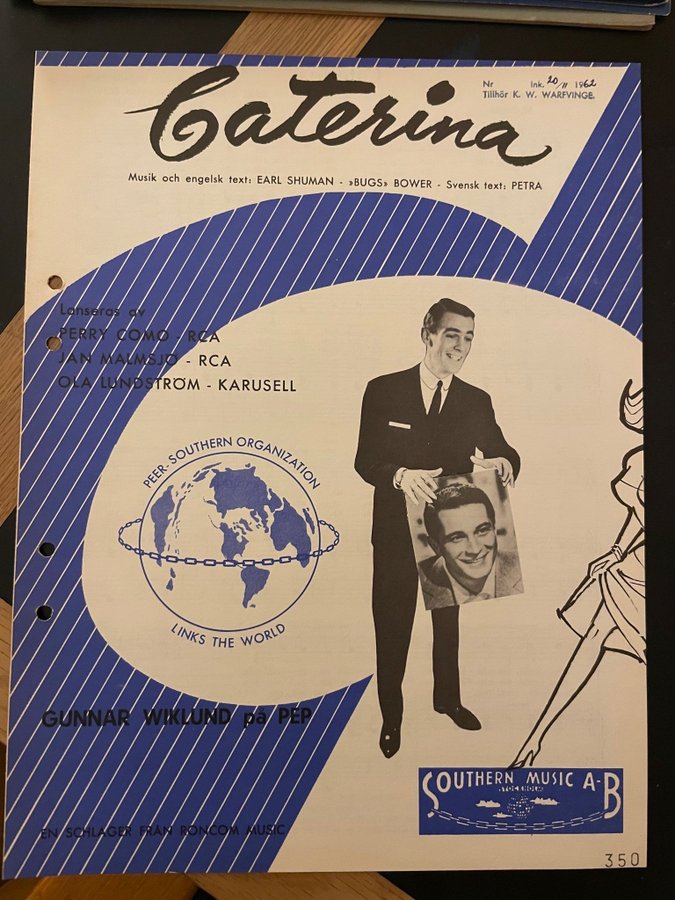 Caterina
Nr Ink. 20/11 1962
Tillhör K. W. WARFVINGE.
Musik och engelsk text: EARL SHUMAN - »BUGS» BOWER - Svensk text: PETRA
Lanseras av
PERRY COMO - RCA
JAN MALMSJÖ - RCA
OLA LUNDSTRÖM - KARUSELL
PEER-SOUTHERN ORGANIZATION
LINKS THE WORLD
GUNNAR WIKLUND på PEP
SOUTHERN MUSIC A-B
STOCKHOLM
EN SCHLAGER FRÅN RONCOM MUSIC
350